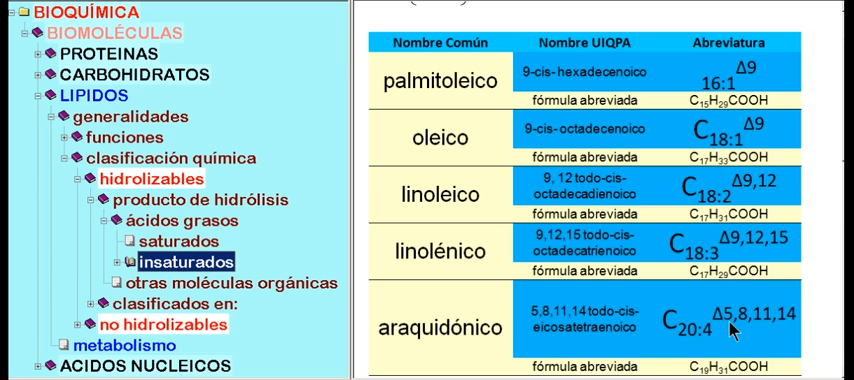 BIOQUÍMICA
BIOMOLÉCULAS
PROTEINAS
CARBOHIDRATOS
LIPIDOS
generalidades
funciones
clasificación química
hidrolizables
producto de hidrólisis
ácidos grasos
saturados
insaturados
otras moléculas orgánicas
clasificados en:
no hidrolizables
metabolismo
ACIDOS NUCLEICOS
Nombre Común Nombre UIQPA Abreviatura
palmitoleico 9-cis-hexadecenoico 16:1 Δ9
fórmula abreviada C15H29COOH
oleico 9-cis-octadecenoico C18:1 Δ9
fórmula abreviada C17H33COOH
linoleico 9, 12 todo-cis-octadecadienoico C18:2 Δ9,12
fórmula abreviada C17H31COOH
linolénico 9,12,15 todo-cis-octadecatrienoico C18:3 Δ9,12,15
fórmula abreviada C17H29COOH
araquidónico 5,8,11,14 todo-cis-eicosatetraenoico C20:4 Δ5,8,11,14
fórmula abreviada C19H31COOH